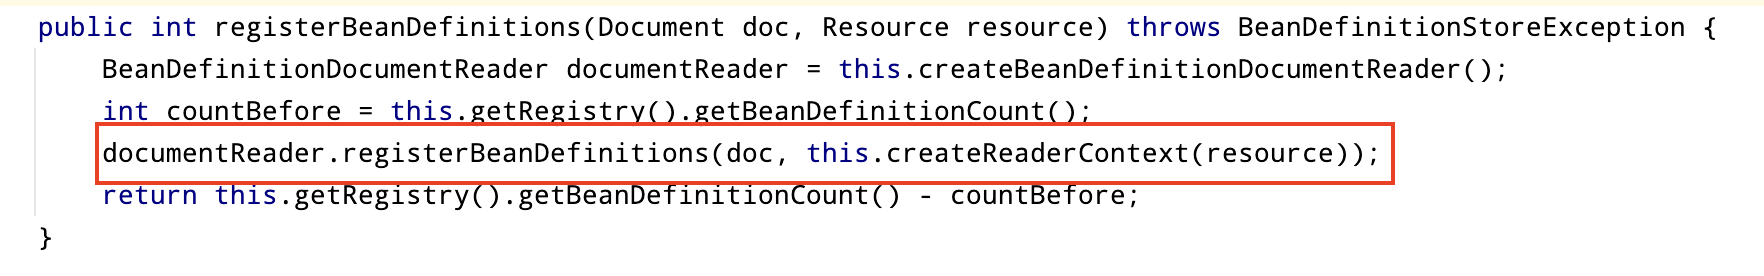 public int registerBeanDefinitions(Document doc, Resource resource) throws BeanDefinitionStoreException {
    BeanDefinitionDocumentReader documentReader = this.createBeanDefinitionDocumentReader();
    int countBefore = this.getRegistry().getBeanDefinitionCount();
    documentReader.registerBeanDefinitions(doc, this.createReaderContext(resource));
    return this.getRegistry().getBeanDefinitionCount() - countBefore;
}